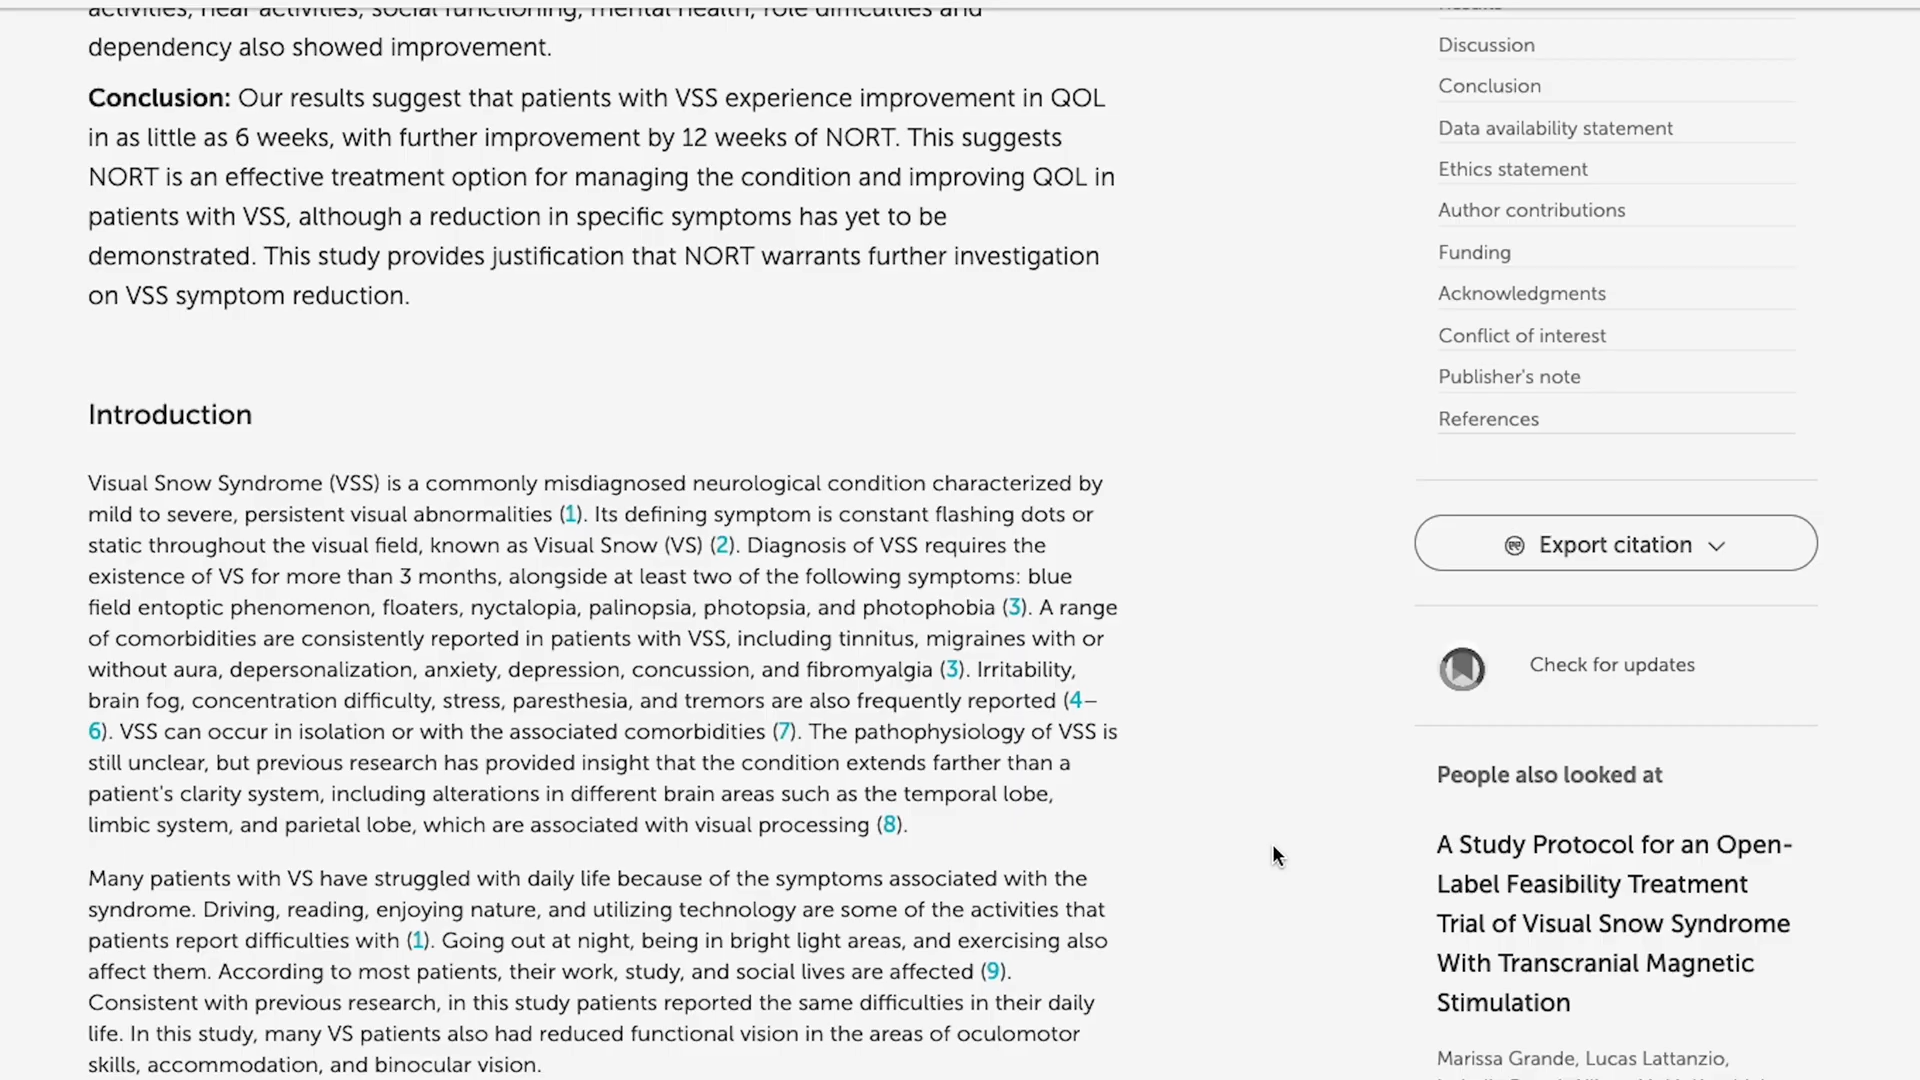 activities, near activities, social functioning, mental health, role difficulties and
dependency also showed improvement.
Conclusion: Our results suggest that patients with VSS experience improvement in QOL
in as little as 6 weeks, with further improvement by 12 weeks of NORT. This suggests
NORT is an effective treatment option for managing the condition and improving QOL in
patients with VSS, although a reduction in specific symptoms has yet to be
demonstrated. This study provides justification that NORT warrants further investigation
on VSS symptom reduction.
Introduction
Visual Snow Syndrome (VSS) is a commonly misdiagnosed neurological condition characterized by
mild to severe, persistent visual abnormalities (1). Its defining symptom is constant flashing dots or
static throughout the visual field, known as Visual Snow (VS) (2). Diagnosis of VSS requires the
existence of VS for more than 3 months, alongside at least two of the following symptoms: blue
field entoptic phenomenon, floaters, nyctalopia, palinopsia, photopsia, and photophobia (3). A range
of comorbidities are consistently reported in patients with VSS, including tinnitus, migraines with or
without aura, depersonalization, anxiety, depression, concussion, and fibromyalgia (3). Irritability,
brain fog, concentration difficulty, stress, paresthesia, and tremors are also frequently reported (4–
6). VSS can occur in isolation or with the associated comorbidities (7). The pathophysiology of VSS is
still unclear, but previous research has provided insight that the condition extends farther than a
patient's clarity system, including alterations in different brain areas such as the temporal lobe,
limbic system, and parietal lobe, which are associated with visual processing (8).
Many patients with VS have struggled with daily life because of the symptoms associated with the
syndrome. Driving, reading, enjoying nature, and utilizing technology are some of the activities that
patients report difficulties with (1). Going out at night, being in bright light areas, and exercising also
affect them. According to most patients, their work, study, and social lives are affected (9).
Consistent with previous research, in this study patients reported the same difficulties in their daily
life. In this study, many VS patients also had reduced functional vision in the areas of oculomotor
skills, accommodation, and binocular vision.
Results
Discussion
Conclusion
Data availability statement
Ethics statement
Author contributions
Funding
Acknowledgments
Conflict of interest
Publisher's note
References
Export citation
Check for updates
People also looked at
A Study Protocol for an Open-
Label Feasibility Treatment
Trial of Visual Snow Syndrome
With Transcranial Magnetic
Stimulation
Marissa Grande, Lucas Lattanzio,